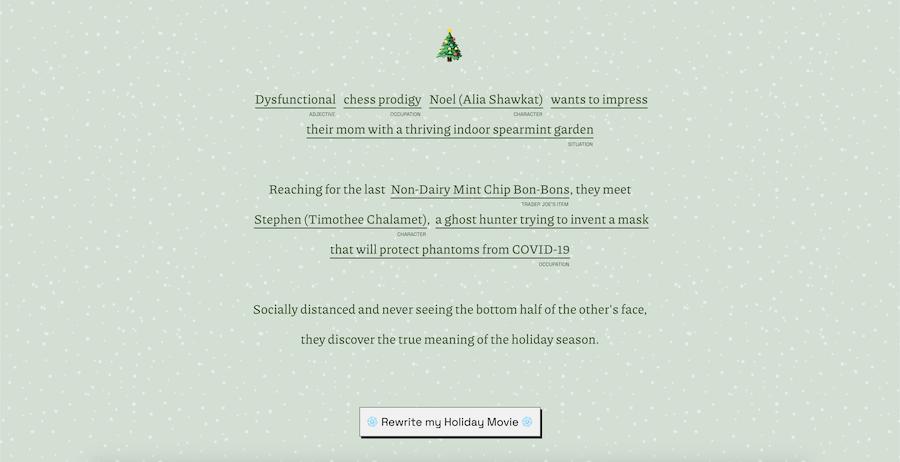 Dysfunctional chess prodigy Noel (Alia Shawkat) wants to impress
ADJECTIVE OCCUPATION CHARACTER
their mom with a thriving indoor spearmint garden
SITUATION
Reaching for the last Non-Dairy Mint Chip Bon-Bons, they meet
TRADER JOE'S ITEM
Stephen (Timothee Chalamet), a ghost hunter trying to invent a mask
CHARACTER
that will protect phantoms from COVID-19
OCCUPATION
Socially distanced and never seeing the bottom half of the other's face,
they discover the true meaning of the holiday season.
Rewrite my Holiday Movie